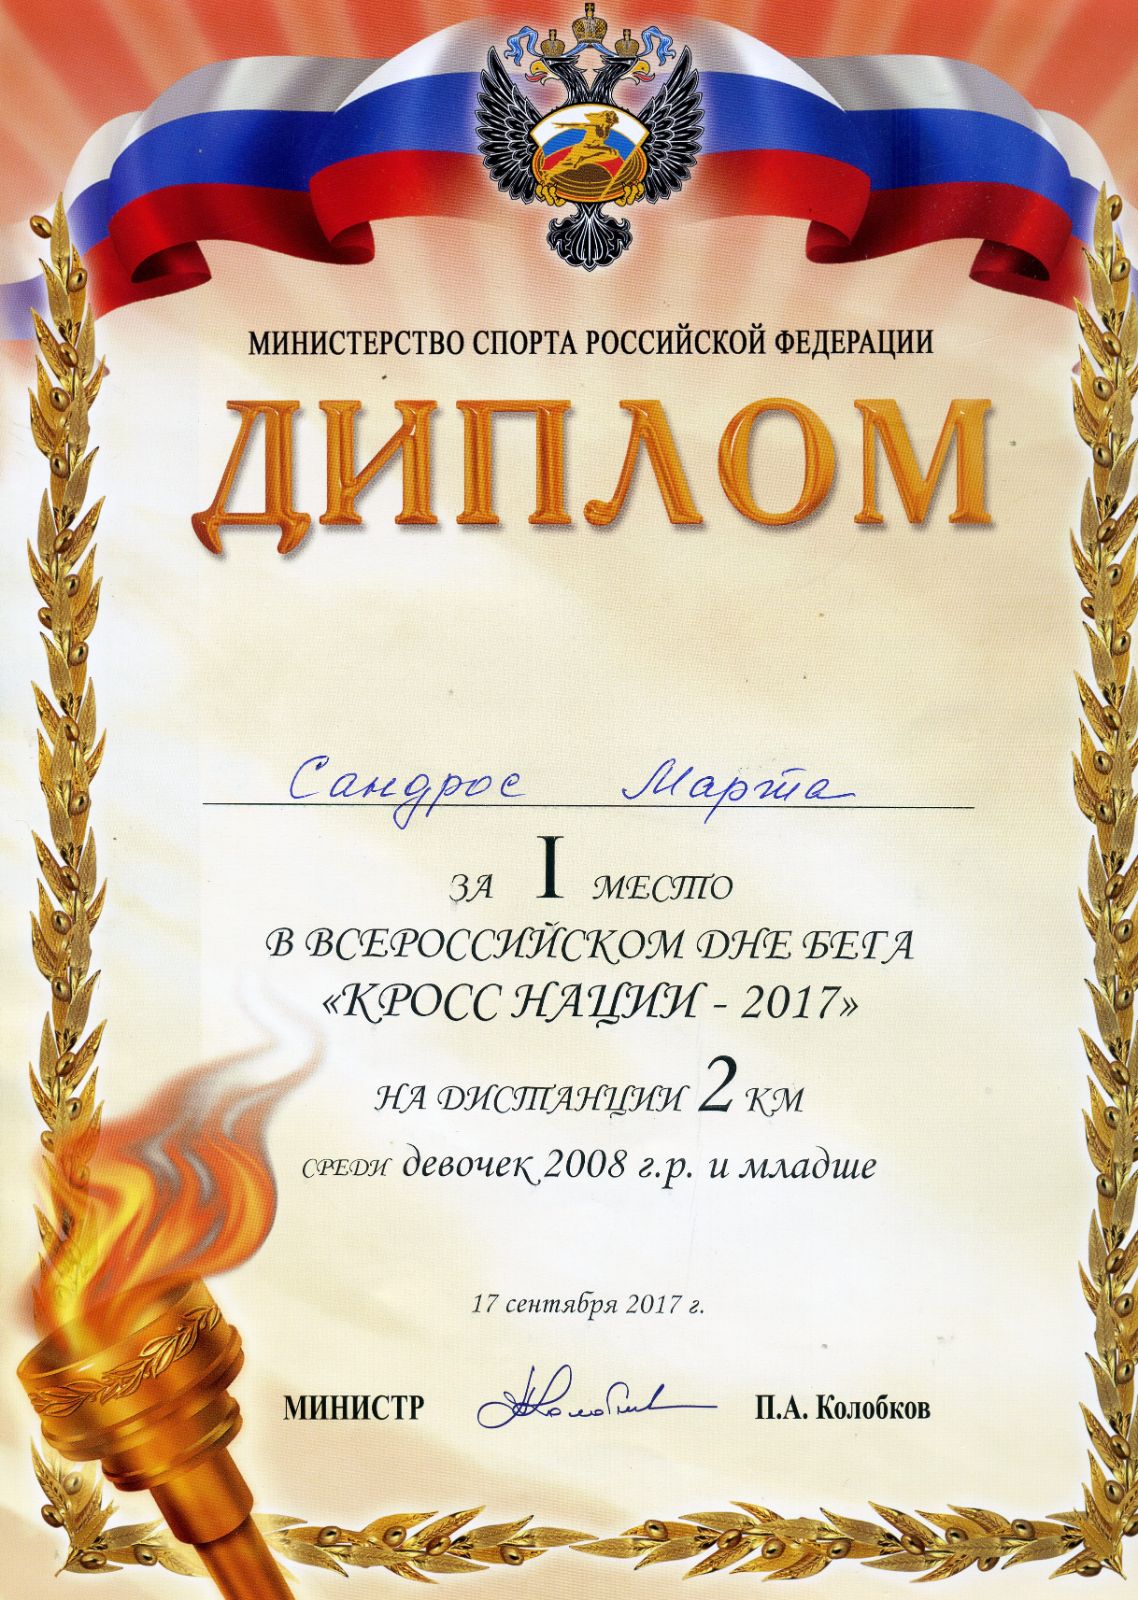 МИНИСТЕРСТВО СПОРТА РОССИЙСКОЙ ФЕДЕРАЦИИ
ДИПЛОМ
Сандрос Марта
ЗА I МЕСТО
В ВСЕРОССИЙСКОМ ДНЕ БЕГА
«КРОСС НАЦИИ - 2017»
НА ДИСТАНЦИИ 2 КМ
СРЕДИ девочек 2008 г.р. и младше
17 сентября 2017 г.
МИНИСТР П.А. Колобков